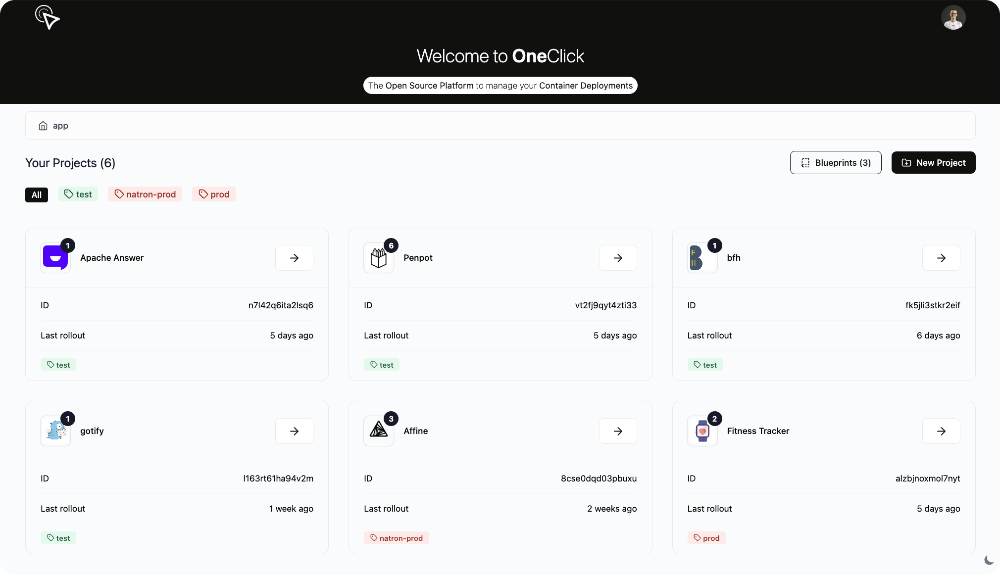 Welcome to OneClick
The Open Source Platform to manage your Container Deployments
app
Your Projects (6)
Blueprints (3)
New Project
All
test
natron-prod
prod
1
Apache Answer
ID
n7l42q6ita2lsq6
Last rollout
5 days ago
test
6
Penpot
ID
vt2fj9qyt4zti33
Last rollout
5 days ago
test
F
H
1
bfh
ID
fk5jli3stkr2eif
Last rollout
6 days ago
test
1
gotify
ID
l163rt61ha94v2m
Last rollout
1 week ago
test
3
Affine
ID
8cse0dqd03pbuxu
Last rollout
2 weeks ago
natron-prod
2
Fitness Tracker
ID
alzbjnoxmol7nyt
Last rollout
5 days ago
prod